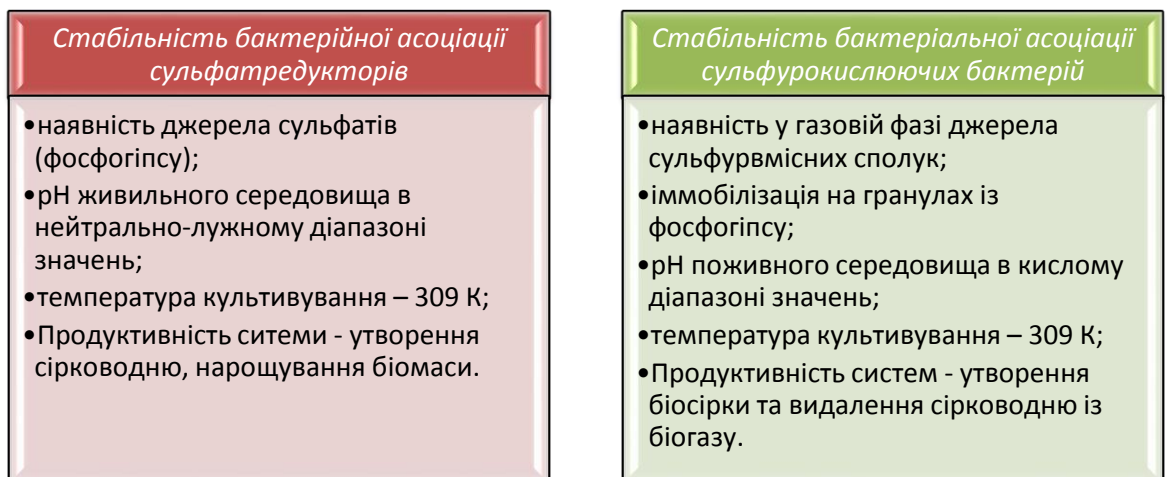 Стабільність бактерійної асоціації
сульфатредукторів
•наявність джерела сульфатів
(фосфогіпсу);
•pH живильного середовища в
нейтрально-лужному діапазоні
значень;
•температура культивування – 309 К;
•Продуктивність ситеми - утворення
сірководню, нарощування біомаси.
Стабільність бактеріальної асоціації
сульфурокислюючих бактерій
•наявність у газовій фазі джерела
сульфурвмісних сполук;
•іммобілізація на гранулах із
фосфогіпсу;
•pH поживного середовища в кислому
діапазоні значень;
•температура культивування – 309 К;
•Продуктивність систем - утворення
біосірки та видалення сірководню із
біогазу.